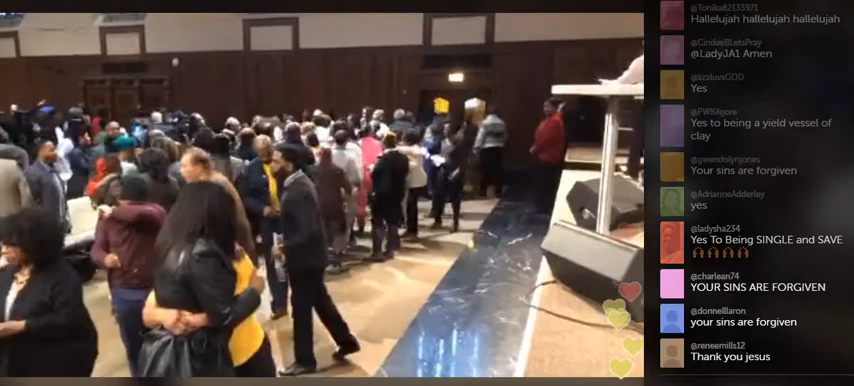 @Tonika82133971
Hallelujah hallelujah hallelujah
@CindeeBLetsPray
@LadyJA1 Amen
@lizzluvsGOD
Yes
@PWKilgore
Yes to being a yield vessel of
clay
@gwendolynjones
Your sins are forgiven
@AdrianneAdderley
yes
@ladysha234
Yes To Being SINGLE and SAVE
@charlean74
YOUR SINS ARE FORGIVEN
@donnelllaron
your sins are forgiven
@reneemills12
Thank you jesus